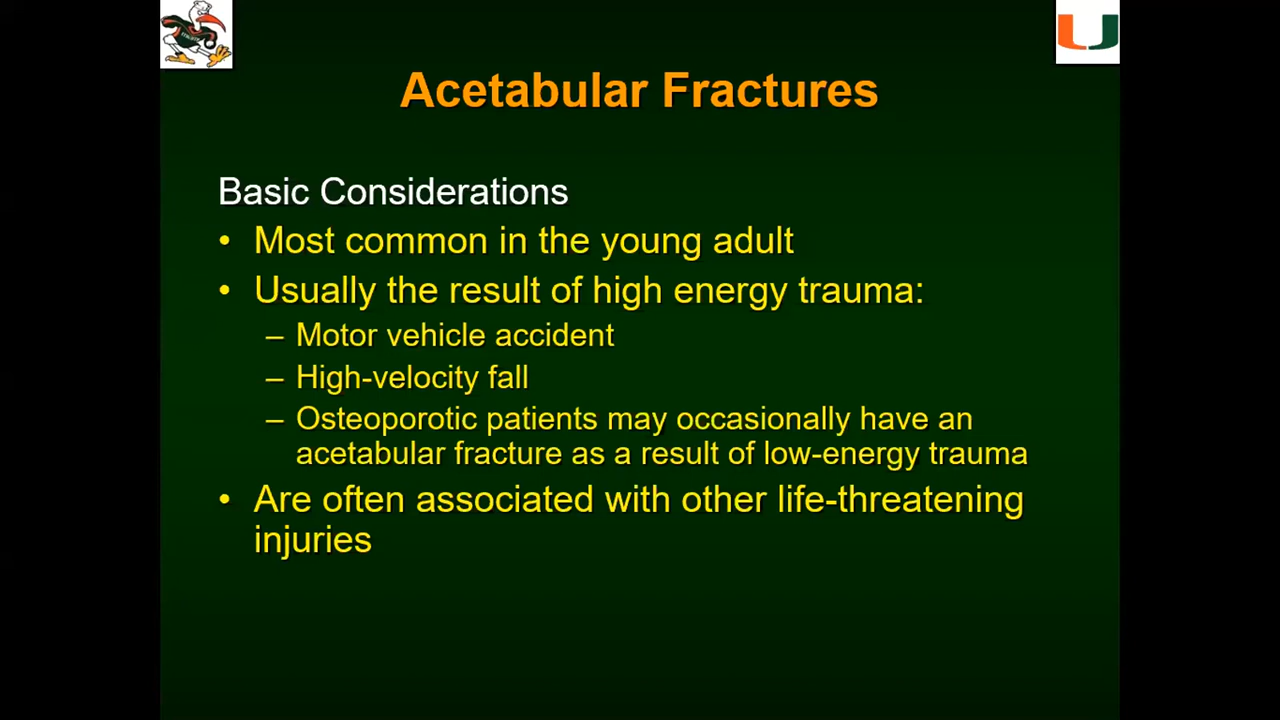 Acetabular Fractures
Basic Considerations
• Most common in the young adult
• Usually the result of high energy trauma:
– Motor vehicle accident
– High-velocity fall
– Osteoporotic patients may occasionally have an
acetabular fracture as a result of low-energy trauma
• Are often associated with other life-threatening
injuries